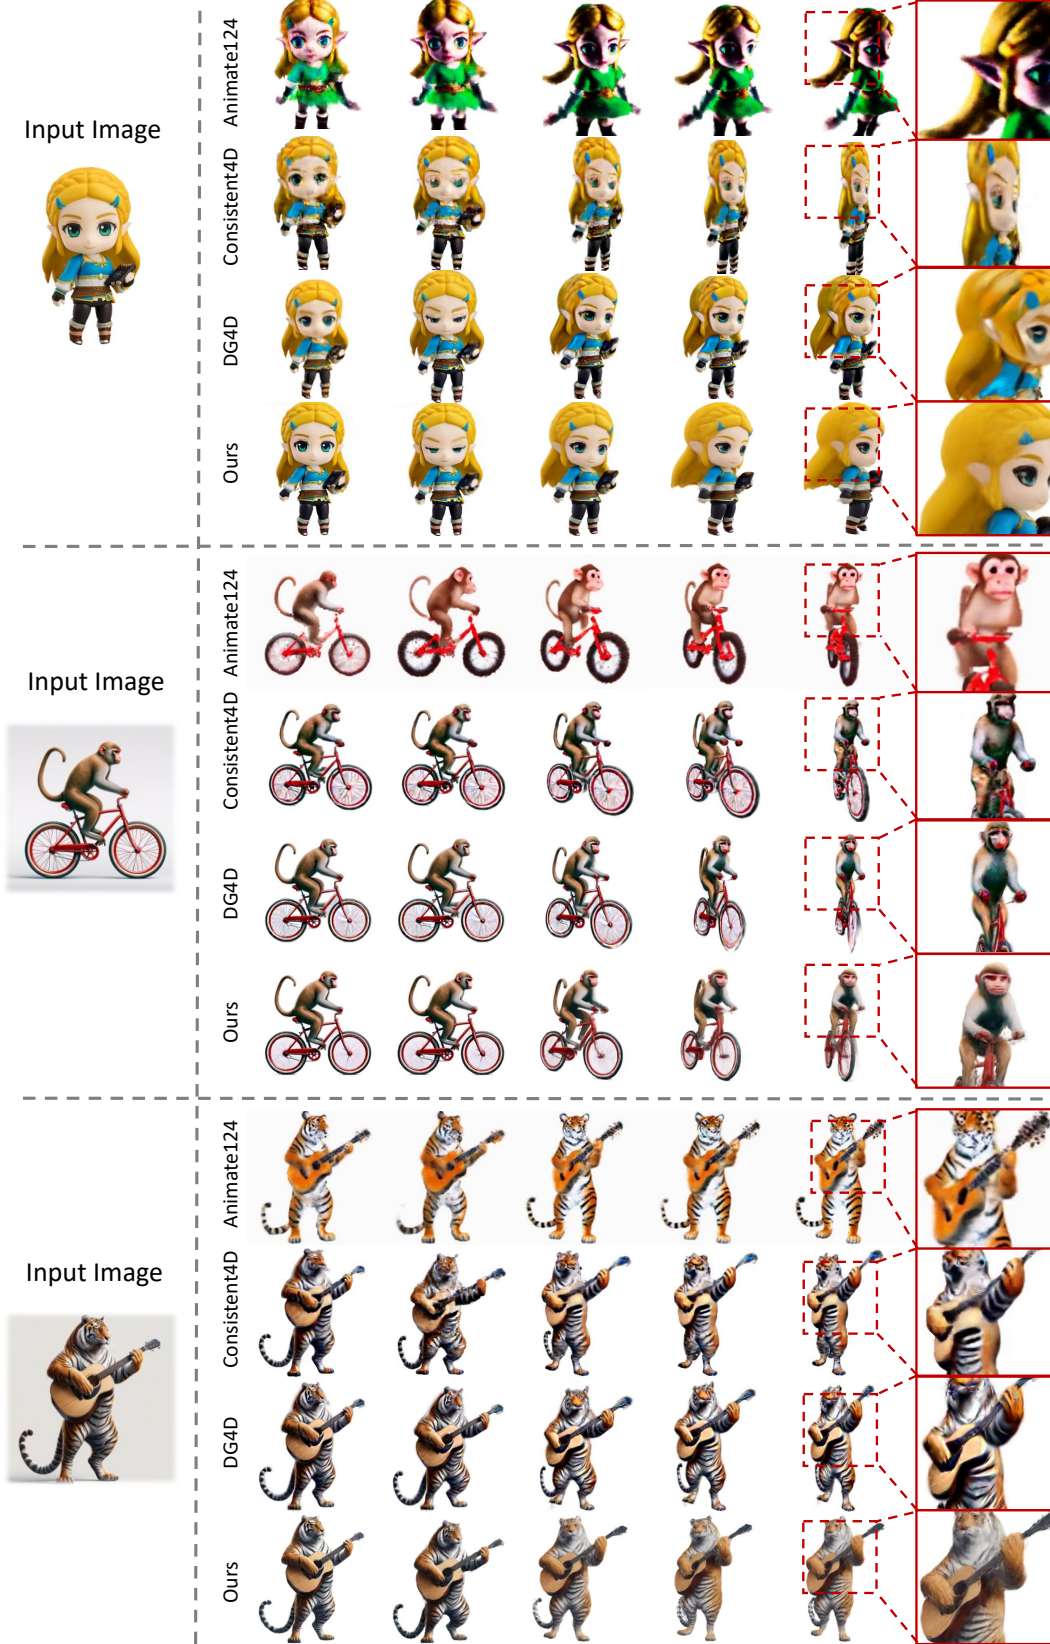 Input Image
Animate124
Consistent4D
DG4D
Ours
Input Image
Animate124
Consistent4D
DG4D
Ours
Input Image
Animate124
Consistent4D
DG4D
Ours